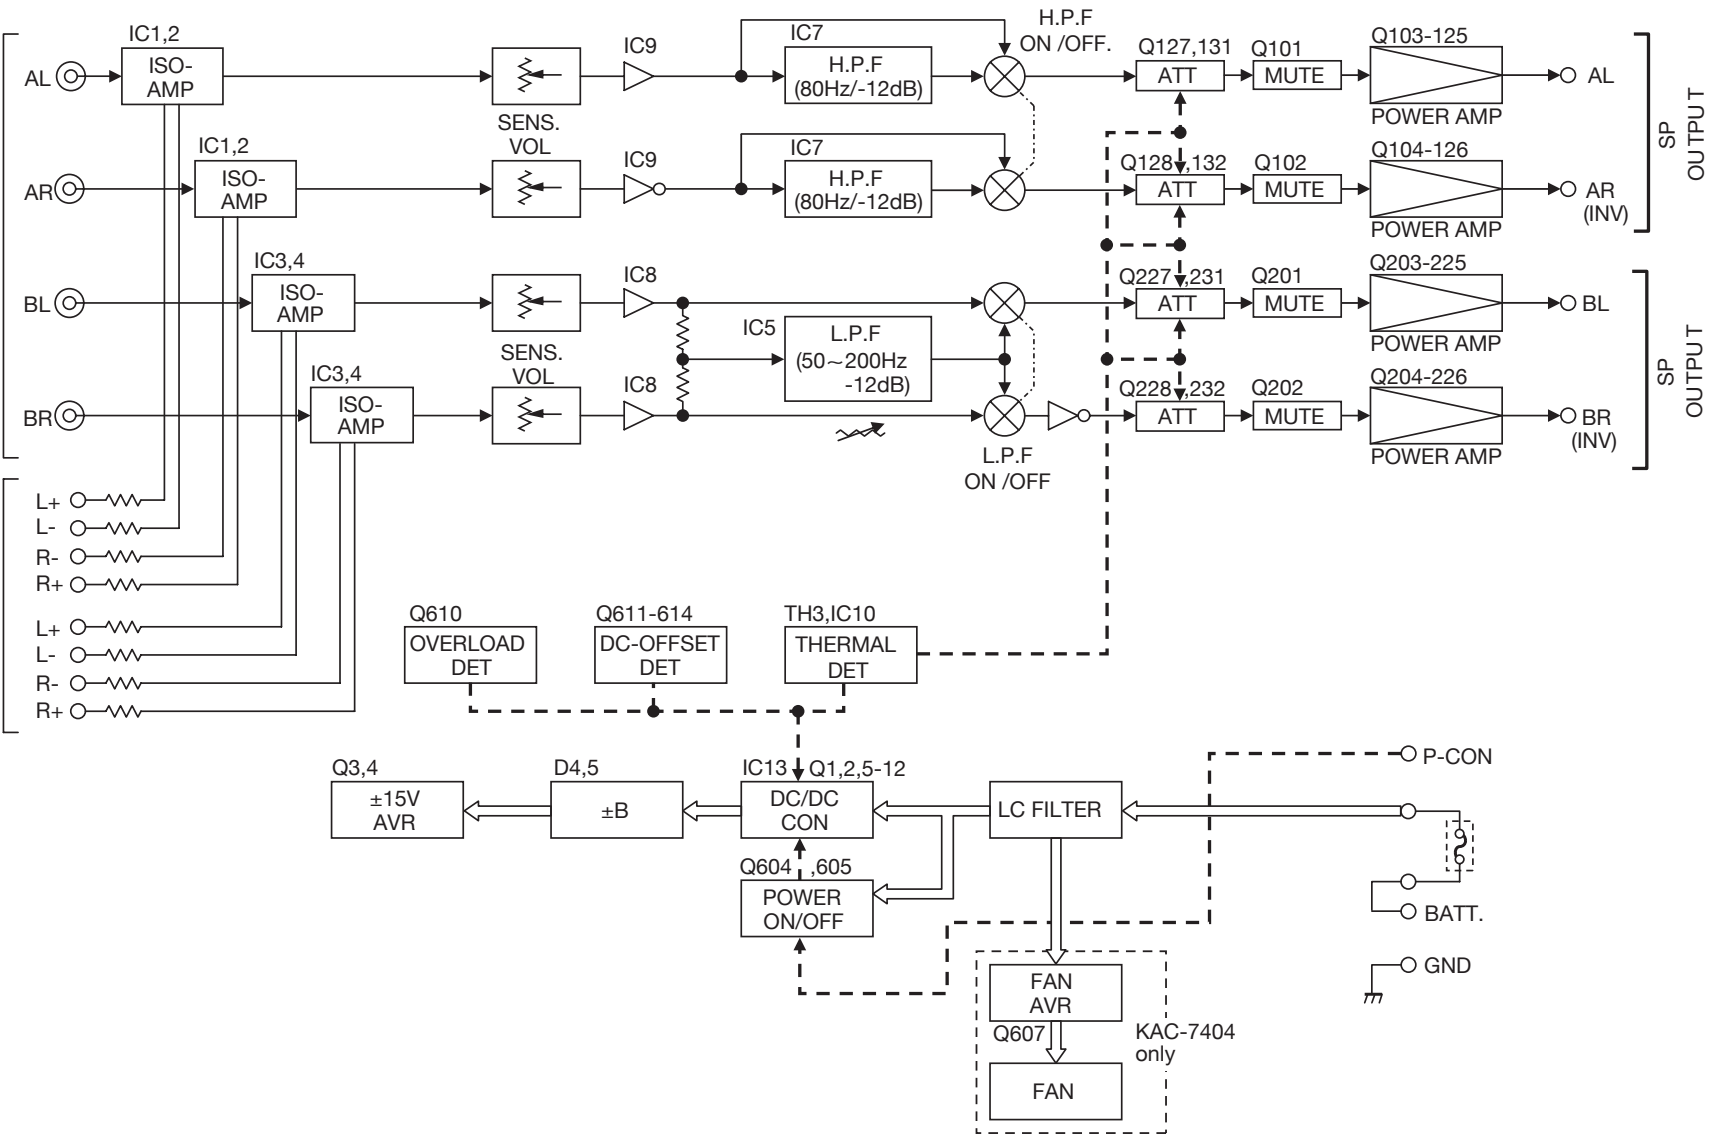 IC1,2
AL
ISO-
AMP
SENS.
VOL
IC9
IC7
H.P.F
(80Hz/-12dB)
H.P.F
ON /OFF.
Q127,131
ATT
Q101
MUTE
Q103-125
POWER AMP
AL
SP
OUTPUT
IC1,2
AR
ISO-
AMP
IC9
IC7
H.P.F
(80Hz/-12dB)
Q128 ,132
ATT
Q102
MUTE
Q104-126
POWER AMP
AR
(INV)
IC3,4
BL
ISO-
AMP
SENS.
VOL
IC8
IC5
L.P.F
(50~200Hz
-12dB)
Q227 ,231
ATT
Q201
MUTE
Q203-225
POWER AMP
BL
SP
OUTPUT
IC3,4
BR
ISO-
AMP
IC8
L.P.F
ON /OFF
Q228 ,232
ATT
Q202
MUTE
Q204-226
POWER AMP
BR
(INV)
L+
L-
R-
R+
L+
L-
R-
R+
Q610
OVERLOAD
DET
Q611-614
DC-OFFSET
DET
TH3,IC10
THERMAL
DET
Q3,4
±15V
AVR
D4,5
±B
IC13 Q1,2,5-12
DC/DC
CON
LC FILTER
P-CON
Q604 ,605
POWER
ON/OFF
BATT.
GND
FAN
AVR
Q607
KAC-7404
only
FAN